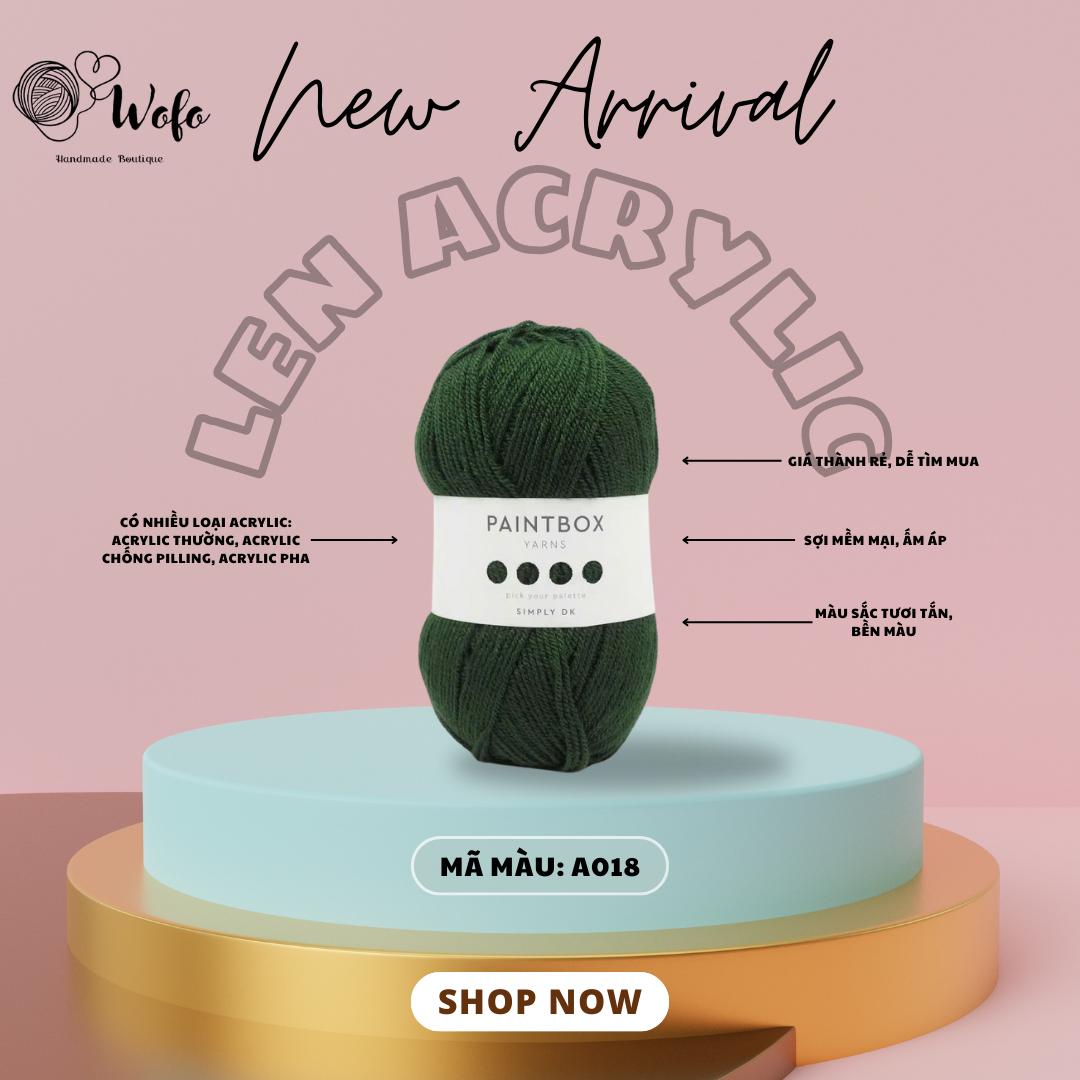 Wofo
Handmade Boutique
New Arrival
LEN ACRYLIC
GIÁ THÀNH RẺ, DỄ TÌM MUA
CÓ NHIỀU LOẠI ACRYLIC:
ACRYLIC THƯỜNG, ACRYLIC
CHỐNG PILLING, ACRYLIC PHA
SỢI MỀM MẠI, ẤM ÁP
MÀU SẮC TƯƠI TẮN,
BỀN MÀU
PAINTBOX
YARNS
pick your palette
SIMPLY DK
MÃ MÀU: A018
SHOP NOW